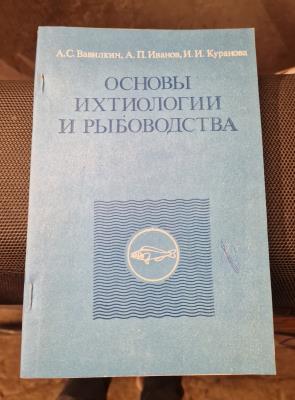 А.С. Вавилкин, А.П. Иванов, И.И. Куранова
ОСНОВЫ
ИХТИОЛОГИИ
И РЫБОВОДСТВА